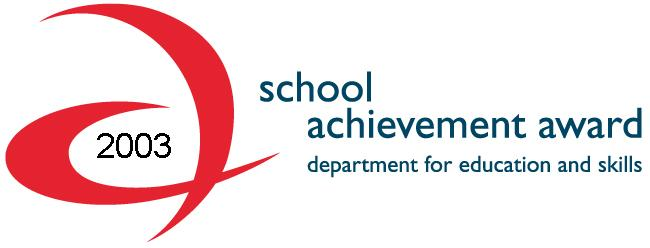 2003
school
achievement award
department for education and skills